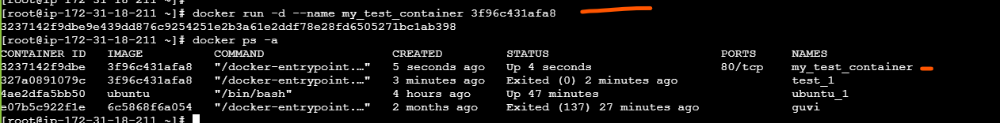 [root@ip-172-31-18-211 ~]# docker run -d --name my_test_container 3f96c431afa8
3237142f9dbe9e439dd876c9254251e2b3a61e2ddf78e28fd6505271bc1ab398
[root@ip-172-31-18-211 ~]# docker ps -a
CONTAINER ID IMAGE COMMAND CREATED STATUS PORTS NAMES
3237142f9dbe 3f96c431afa8 "/docker-entrypoint.…" 5 seconds ago Up 4 seconds 80/tcp my_test_container
327a0891079c 3f96c431afa8 "/docker-entrypoint.…" 3 minutes ago Exited (0) 2 minutes ago test_1
4ae2dfa5bb50 ubuntu "/bin/bash" 4 hours ago Up 47 minutes ubuntu_1
e07b5c922f1e 6c5868f6a054 "/docker-entrypoint.…" 2 months ago Exited (137) 27 minutes ago guvi
[root@ip-172-31-18-211 ~]#